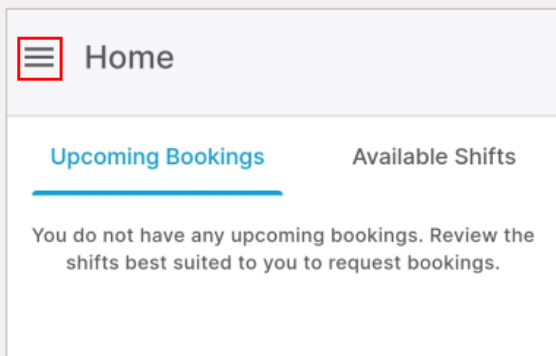 Home
Upcoming Bookings Available Shifts
You do not have any upcoming bookings. Review the
shifts best suited to you to request bookings.